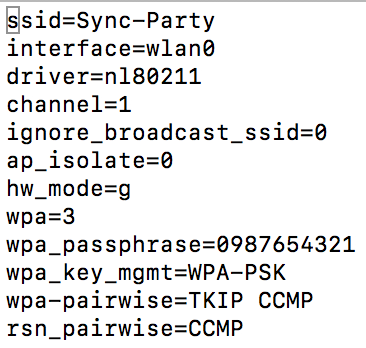 ssid=Sync-Party
interface=wlan0
driver=nl80211
channel=1
ignore_broadcast_ssid=0
ap_isolate=0
hw_mode=g
wpa=3
wpa_passphrase=0987654321
wpa_key_mgmt=WPA-PSK
wpa-pairwise=TKIP CCMP
rsn_pairwise=CCMP